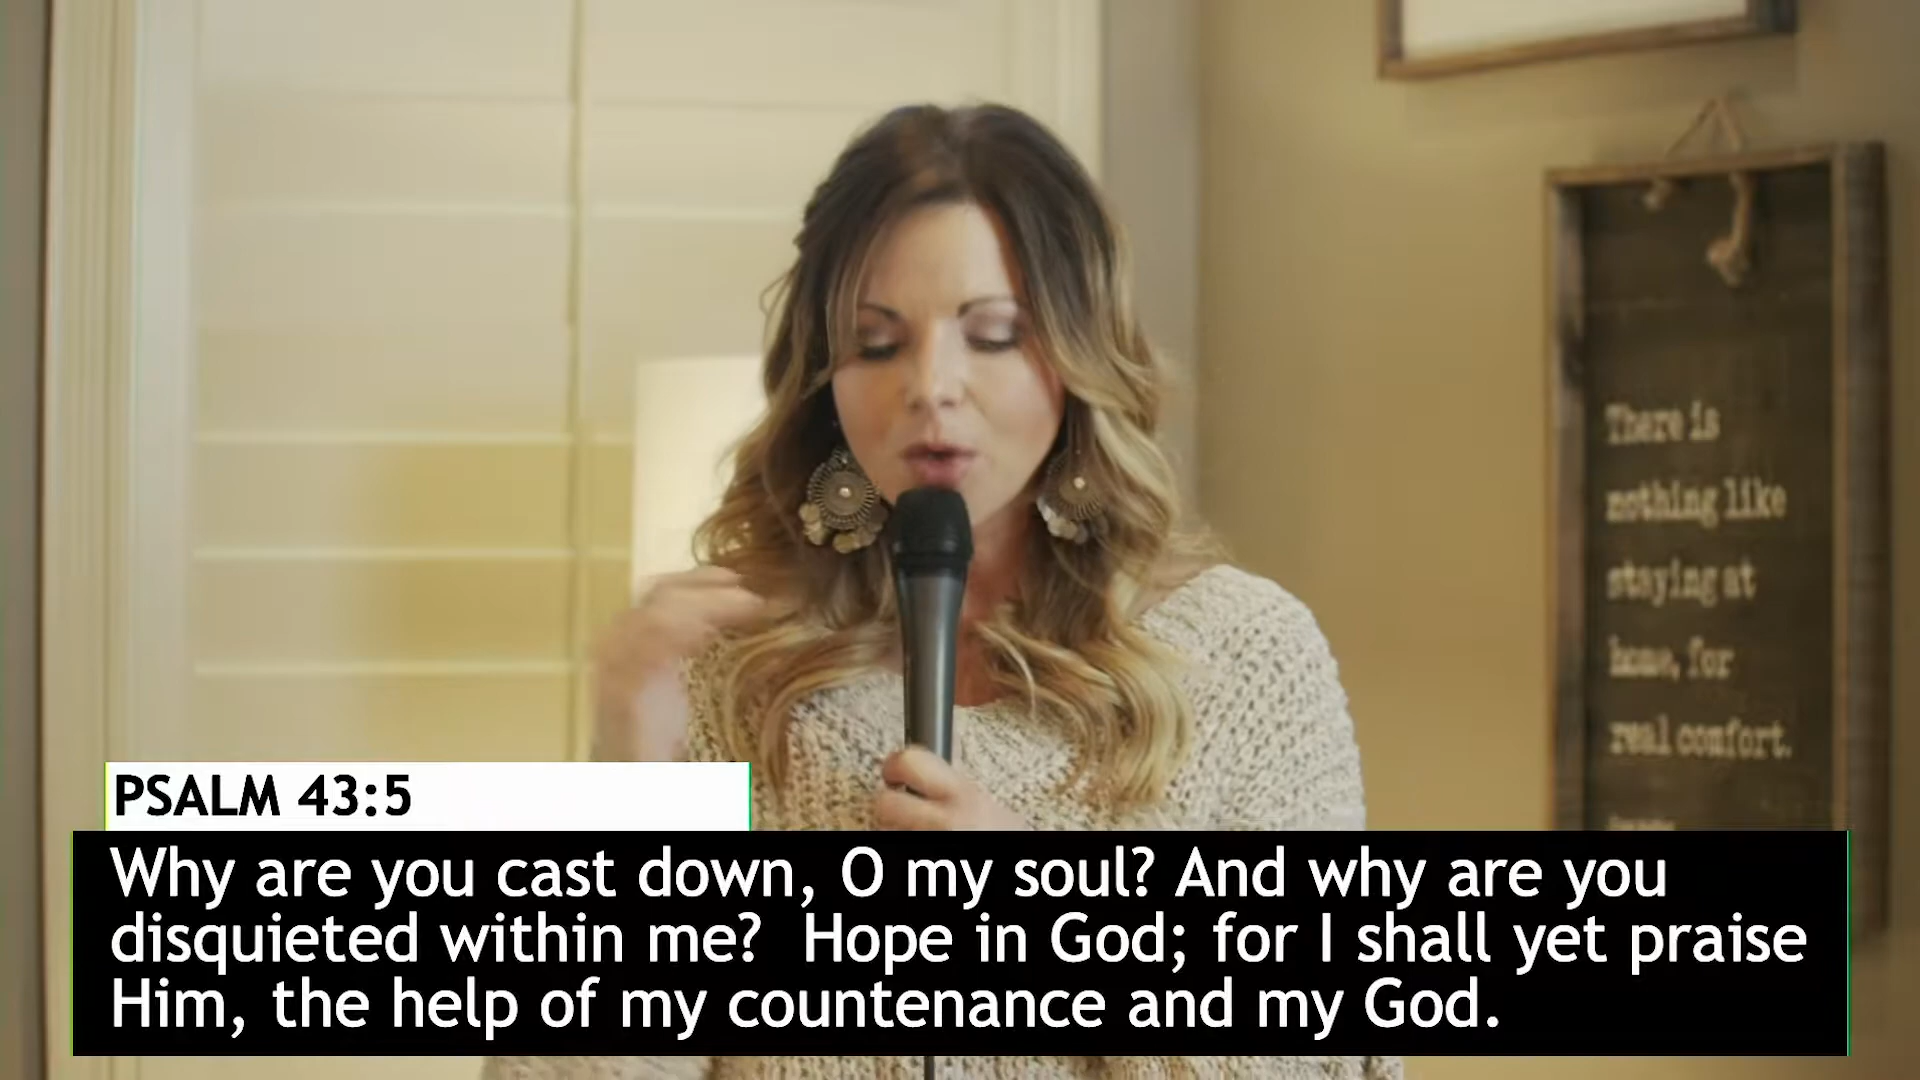 There is
nothing like
staying at
home, for
real comfort.
PSALM 43:5
Why are you cast down, O my soul? And why are you
disquieted within me?  Hope in God; for I shall yet praise
Him, the help of my countenance and my God.